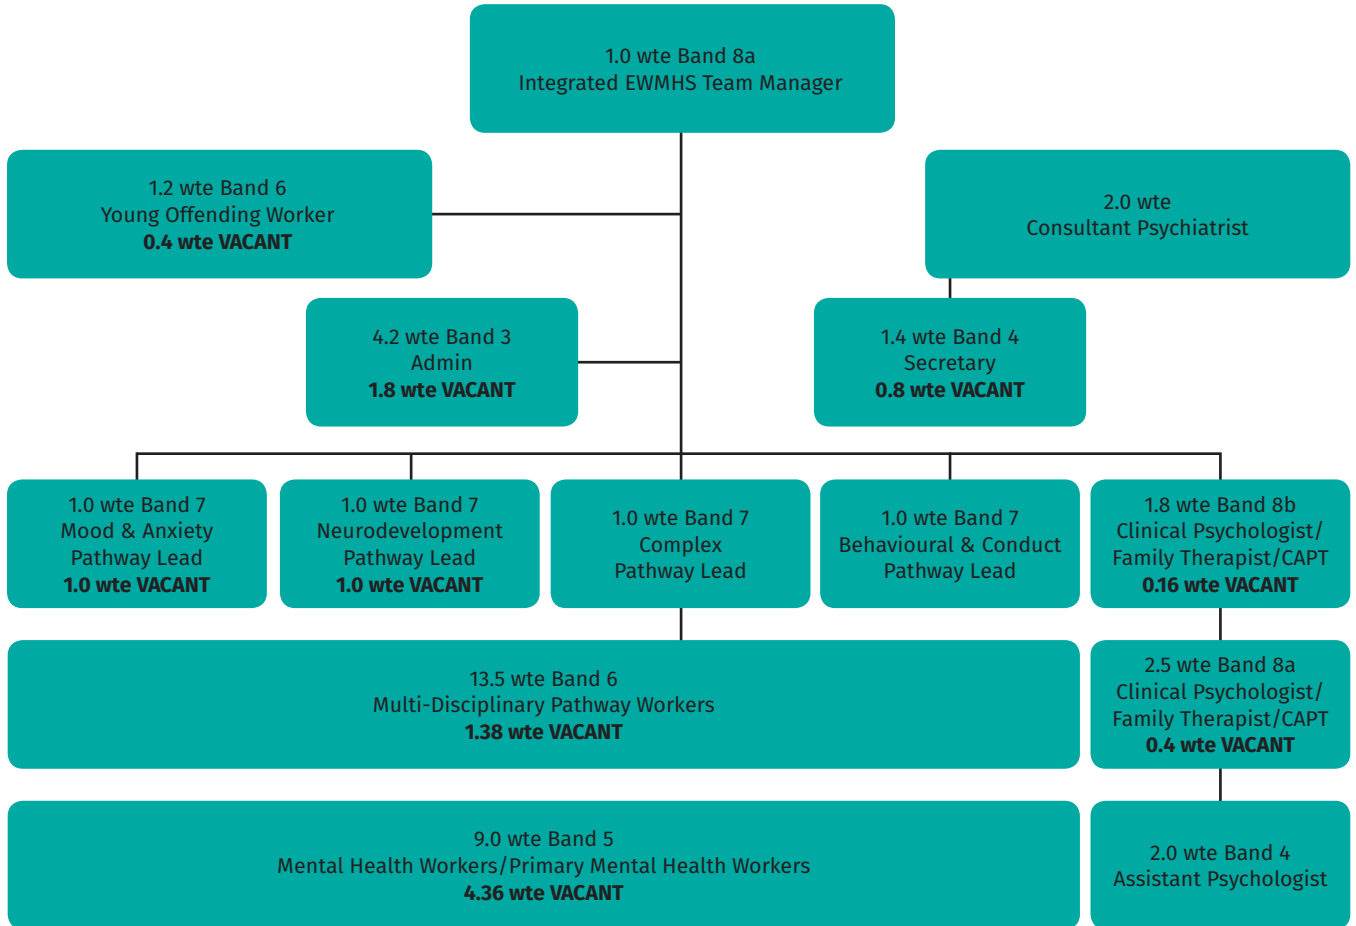 1.0 wte Band 8a
Integrated EWMHS Team Manager
1.2 wte Band 6
Young Offending Worker
0.4 wte VACANT
2.0 wte
Consultant Psychiatrist
4.2 wte Band 3
Admin
1.8 wte VACANT
1.4 wte Band 4
Secretary
0.8 wte VACANT
1.0 wte Band 7
Mood & Anxiety
Pathway Lead
1.0 wte VACANT
1.0 wte Band 7
Neurodevelopment
Pathway Lead
1.0 wte VACANT
1.0 wte Band 7
Complex
Pathway Lead
1.0 wte Band 7
Behavioural & Conduct
Pathway Lead
1.8 wte Band 8b
Clinical Psychologist/
Family Therapist/CAPT
0.16 wte VACANT
13.5 wte Band 6
Multi-Disciplinary Pathway Workers
1.38 wte VACANT
2.5 wte Band 8a
Clinical Psychologist/
Family Therapist/CAPT
0.4 wte VACANT
9.0 wte Band 5
Mental Health Workers/Primary Mental Health Workers
4.36 wte VACANT
2.0 wte Band 4
Assistant Psychologist